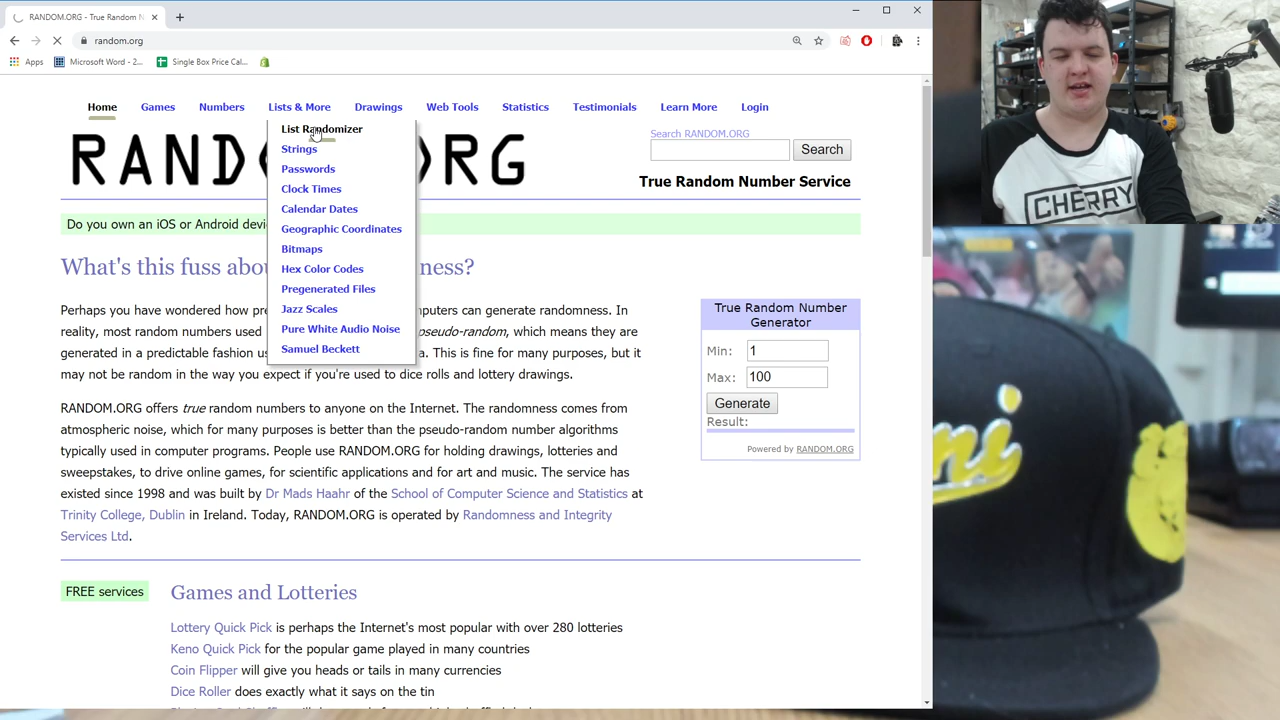 RANDOM.ORG - True Random N
random.org
Apps
Microsoft Word - 2...
Single Box Price Cal...
Home
Games
Numbers
Lists & More
Drawings
Web Tools
Statistics
Testimonials
Learn More
Login
List Randomizer
Strings
Passwords
Clock Times
Calendar Dates
Geographic Coordinates
Bitmaps
Hex Color Codes
Pregenerated Files
Jazz Scales
Pure White Audio Noise
Samuel Beckett
RAND
.ORG
Search RANDOM.ORG
Search
True Random Number Service
Do you own an iOS or Android devi
What's this fuss abou
ness?
Perhaps you have wondered how pre
puters can generate randomness. In
reality, most random numbers used
pseudo-random, which means they are
generated in a predictable fashion us
a. This is fine for many purposes, but it
may not be random in the way you expect if you're used to dice rolls and lottery drawings.
True Random Number
Generator
Min: 1
Max: 100
Generate
Result:
Powered by RANDOM.ORG
RANDOM.ORG offers true random numbers to anyone on the Internet. The randomness comes from
atmospheric noise, which for many purposes is better than the pseudo-random number algorithms
typically used in computer programs. People use RANDOM.ORG for holding drawings, lotteries and
sweepstakes, to drive online games, for scientific applications and for art and music. The service has
existed since 1998 and was built by Dr Mads Haahr of the School of Computer Science and Statistics at
Trinity College, Dublin in Ireland. Today, RANDOM.ORG is operated by Randomness and Integrity
Services Ltd.
FREE services
Games and Lotteries
Lottery Quick Pick is perhaps the Internet's most popular with over 280 lotteries
Keno Quick Pick for the popular game played in many countries
Coin Flipper will give you heads or tails in many currencies
Dice Roller does exactly what it says on the tin
CHERRY
ni